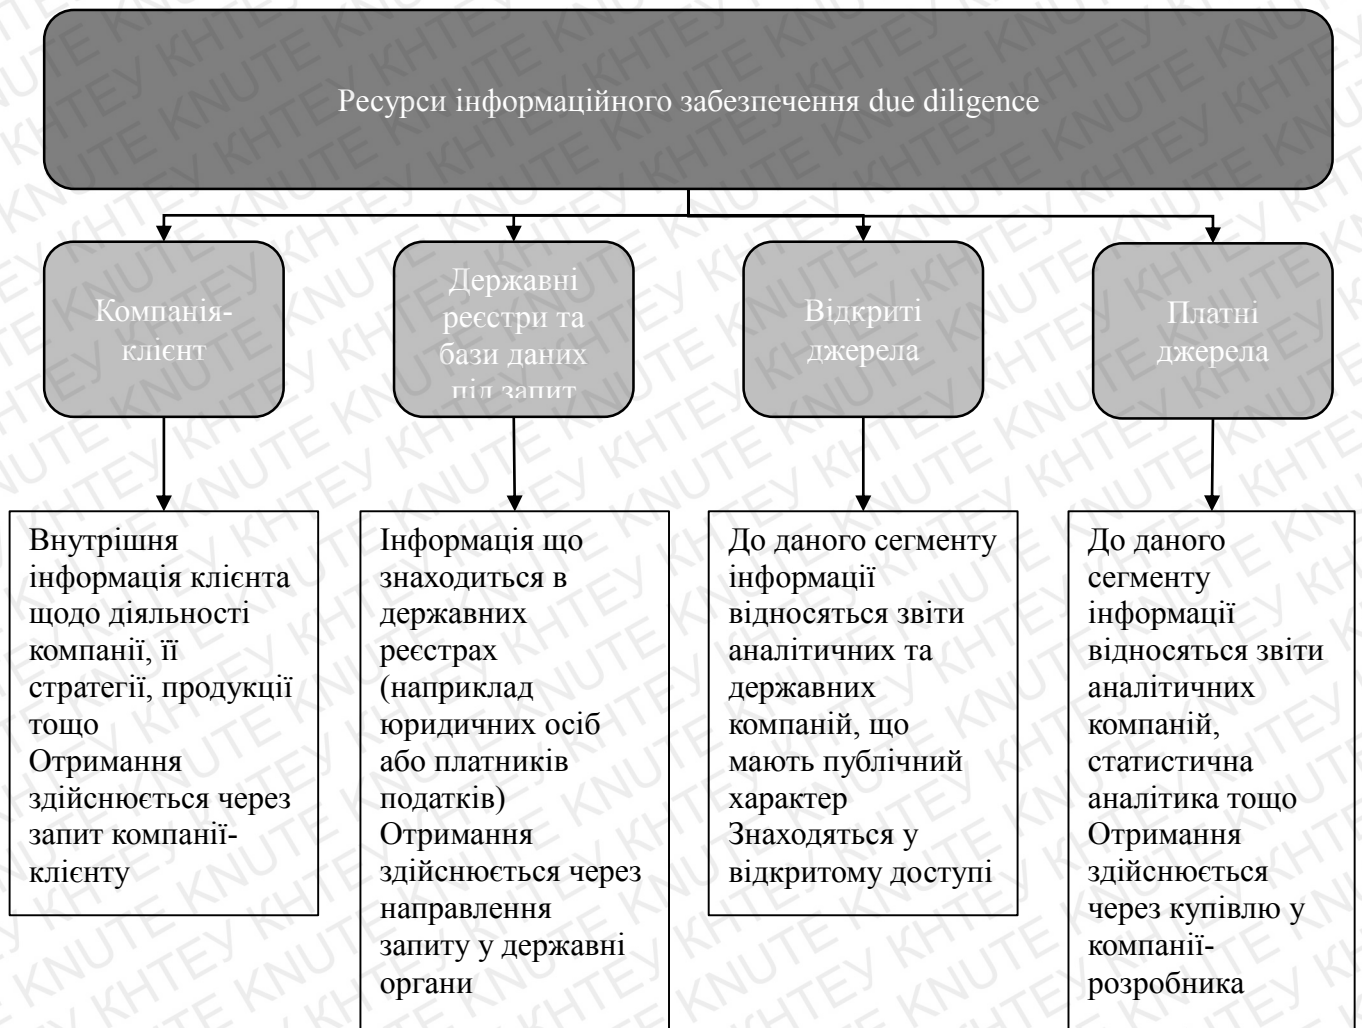 Ресурси інформаційного забезпечення due diligence
Компанія-
клієнт
Державні
реєстри та
бази даних
під запит
Відкриті
джерела
Платні
джерела
Внутрішня
інформація клієнта
щодо діяльності
компанії, її
стратегії, продукції
тощо
Отримання
здійснюється через
запит компанії-
клієнту
Інформація що
знаходиться в
державних
реєстрах
(наприклад
юридичних осіб
або платників
податків)
Отримання
здійснюється через
направлення
запиту у державні
органи
До даного сегменту
інформації
відносяться звіти
аналітичних та
державних
компаній, що
мають публічний
характер
Знаходяться у
відкритому доступі
До даного
сегменту
інформації
відносяться звіти
аналітичних
компаній,
статистична
аналітика тощо
Отримання
здійснюється
через купівлю у
компанії-
розробника